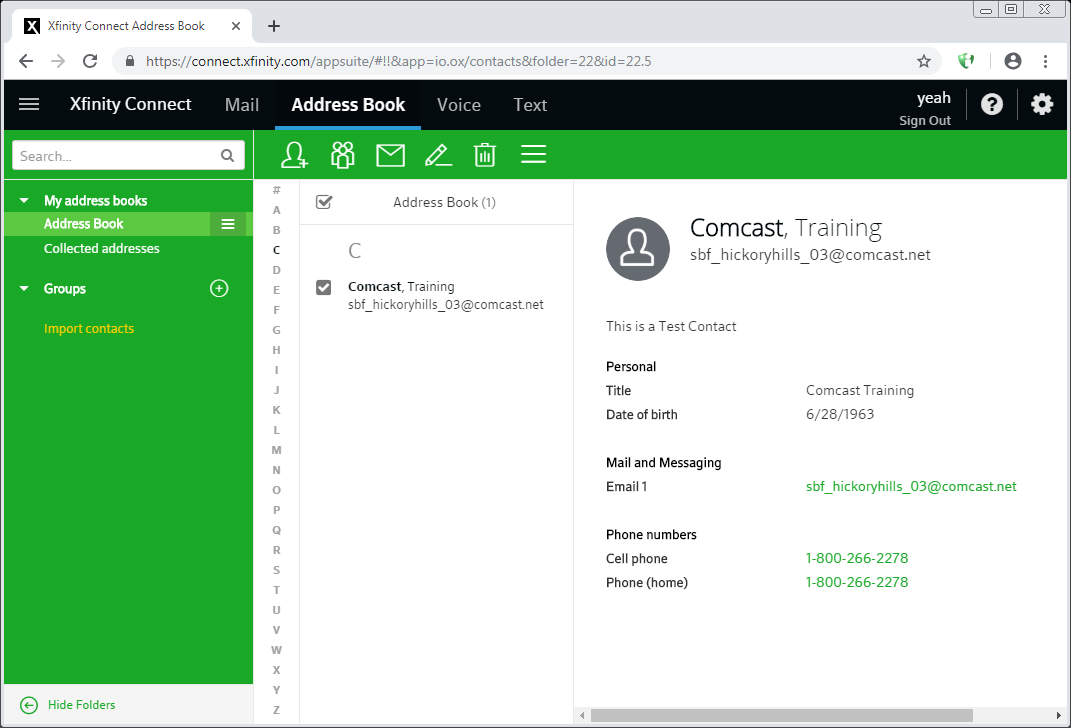 X Xfinity Connect Address Book
https://connect.xfinity.com/appsuite/#!!&app=io.ox/contacts&folder=22&id=22.5
Xfinity Connect Mail Address Book Voice Text
yeah
Sign Out
?
Search...
My address books
Address Book
Collected addresses
Groups
Import contacts
Hide Folders
#
A
B
C
D
E
F
G
H
I
J
K
L
M
N
O
P
Q
R
S
T
U
V
W
X
Y
Z
Address Book (1)
C
Comcast, Training
sbf_hickoryhills_03@comcast.net
Comcast, Training
sbf_hickoryhills_03@comcast.net
This is a Test Contact
Personal
Title Comcast Training
Date of birth 6/28/1963
Mail and Messaging
Email 1 sbf_hickoryhills_03@comcast.net
Phone numbers
Cell phone 1-800-266-2278
Phone (home) 1-800-266-2278